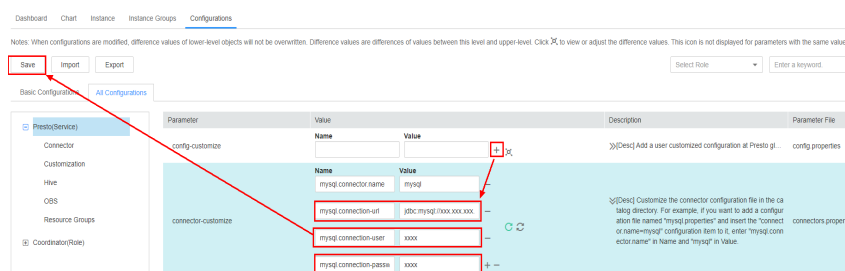 Dashboard Chart Instance Instance Groups Configurations
Notes: When configurations are modified, difference values of lower-level objects will not be overwritten. Difference values are differences of values between this level and upper-level. Click to view or adjust the difference values. This icon is not displayed for parameters with the same value
Save Import Export Select Role Enter a keyword.
Basic Configurations All Configurations
Presto(Service)
Connector
Customization
Hive
OBS
Resource Groups
Coordinator(Role)
Parameter Value Description Parameter File
Name Value
config-customize + [Desc] Add a user customized configuration at Presto gl... config.properties
Name Value
mysql.connector.name mysql −
mysql.connection-url jdbc:mysql://xxx.xxx.xxx. −
mysql.connection-user xxxx −
mysql.connection-passw xxxx + −
connector-customize
[Desc] Customize the connector configuration file in the ca
talog directory. For example, if you want to add a configur
ation file named "mysql.properties" and insert the "connect
or.name=mysql" configuration item to it, enter "mysql.conn
ector.name" in Name and "mysql" in Value.
connectors.proper